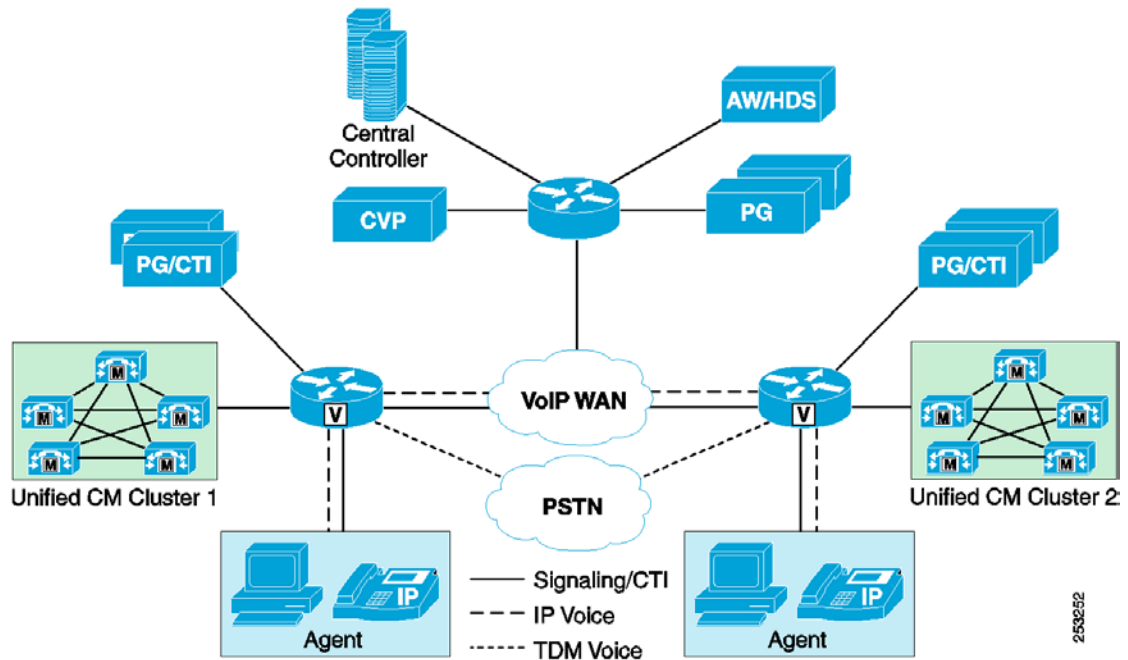 Central
Controller
AW/HDS
CVP
PG
PG/CTI
PG/CTI
M
M
M
M
M
V
VoIP WAN
V
M
M
M
M
M
Unified CM Cluster 1
PSTN
Unified CM Cluster 2
IP
Agent
Signaling/CTI
IP Voice
TDM Voice
IP
Agent
253252